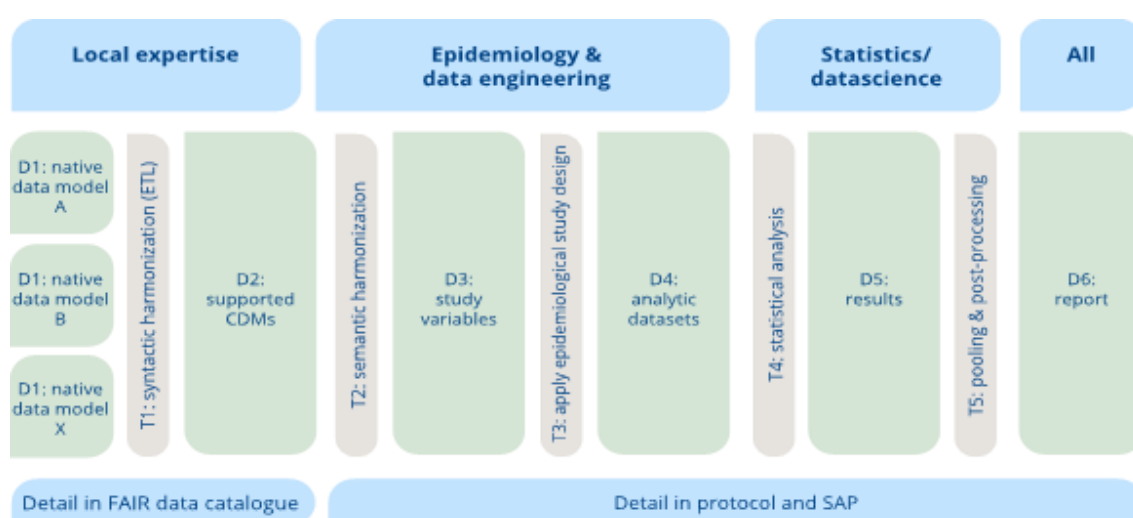 Local expertise
Epidemiology &
data engineering
Statistics/
datascience
All
D1: native
data model
A
D1: native
data model
B
D1: native
data model
X
T1: syntactic harmonization (ETL)
D2:
supported
CDMs
T2: semantic harmonization
D3:
study
variables
T3: apply epidemiological study design
D4:
analytic
datasets
T4: statistical analysis
D5:
results
T5: pooling & post-processing
D6:
report
Detail in FAIR data catalogue
Detail in protocol and SAP